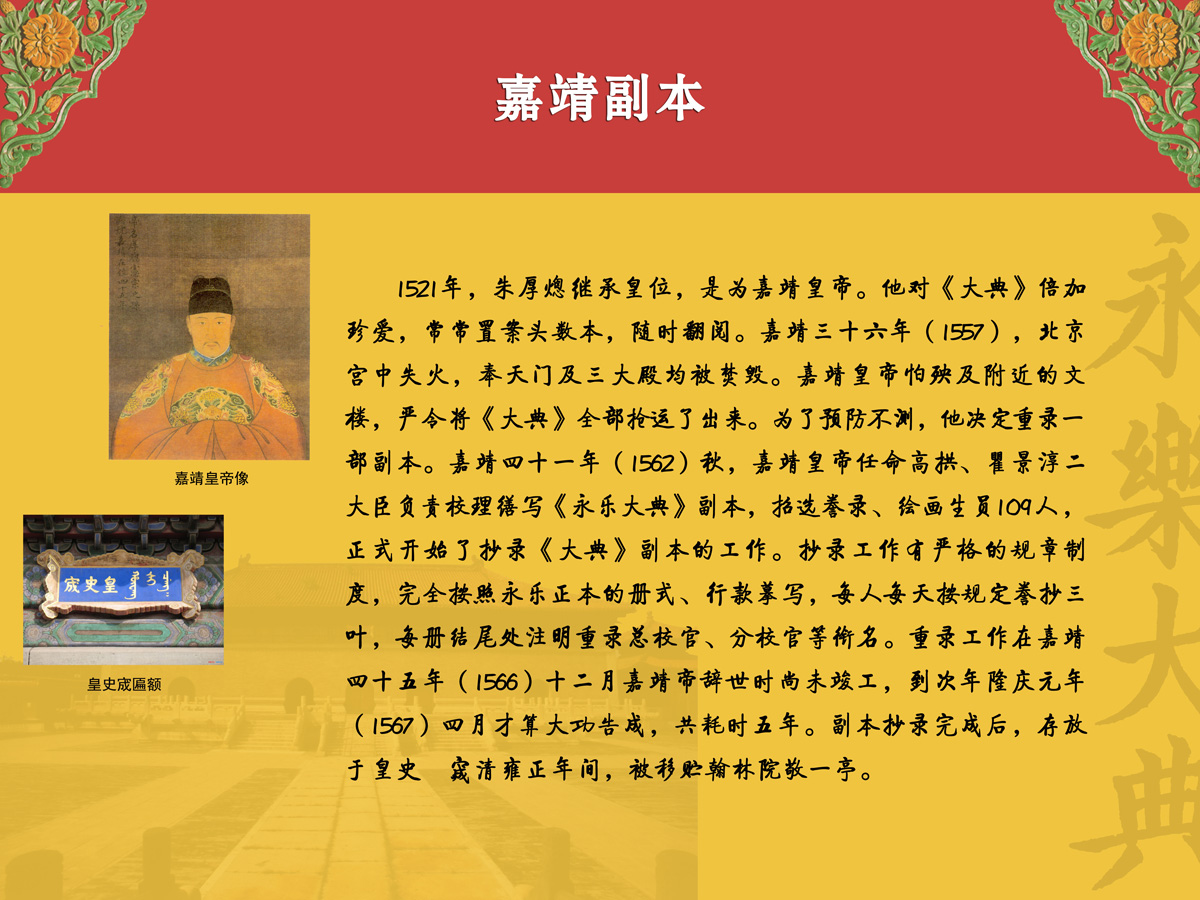 嘉靖副本
1521年，朱厚熜继承皇位，是为嘉靖皇帝。他对《大典》倍加
珍爱，常常置案头数本，随时翻阅。嘉靖三十六年（1557），北京
宫中失火，奉天门及三大殿均被焚毁。嘉靖皇帝怕殃及附近的文
楼，严令将《大典》全部抢运了出来。为了预防不测，他决定重录一
部副本。嘉靖四十一年（1562）秋，嘉靖皇帝任命高拱、瞿景淳二
大臣负责校理缮写《永乐大典》副本，招选誊录、绘画生员109人，
正式开始了抄录《大典》副本的工作。抄录工作有严格的规章制
度，完全按照永乐正本的册式、行款摹写，每人每天按规定誊抄三
叶，每册结尾处注明重录总校官、分校官等衔名。重录工作在嘉靖
四十五年（1566）十二月嘉靖帝辞世时尚未竣工，到次年隆庆元年
（1567）四月才算大功告成，共耗时五年。副本抄录完成后，存放
于皇史 宬清雍正年间，被移贮翰林院敬一亭。
嘉靖皇帝像
皇史宬
皇史宬匾额
永樂大典